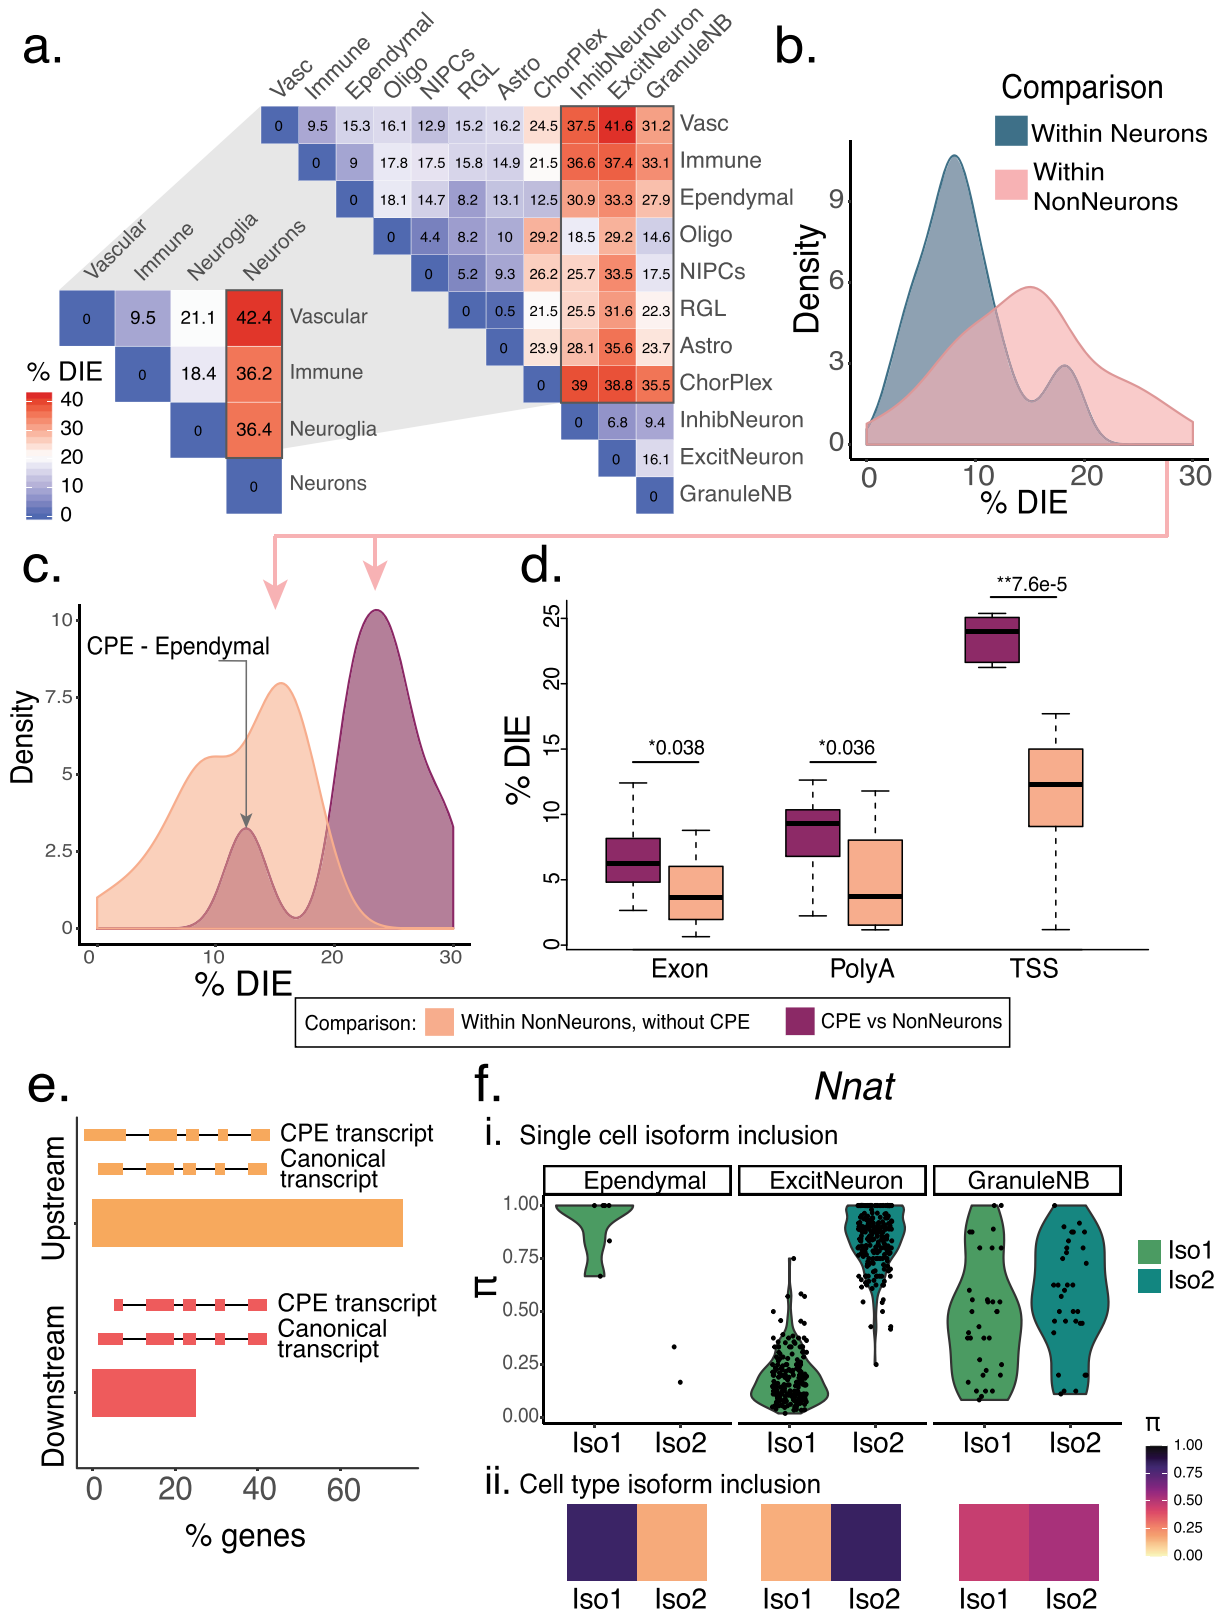 a.
Vasc Immune Ependymal Oligo NIPCs RGL Astro ChorPlex InhibNeuron ExcitNeuron GranuleNB
0 9.5 15.3 16.1 12.9 15.2 16.2 24.5 37.5 41.6 31.2 Vasc
0 9 17.8 17.5 15.8 14.9 21.5 36.6 37.4 33.1 Immune
0 18.1 14.7 8.2 13.1 12.5 30.9 33.3 27.9 Ependymal
0 4.4 8.2 10 29.2 18.5 29.2 14.6 Oligo
0 5.2 9.3 26.2 25.7 33.5 17.5 NIPCs
0 0.5 21.5 25.5 31.6 22.3 RGL
0 23.9 28.1 35.6 23.7 Astro
0 39 38.8 35.5 ChorPlex
0 6.8 9.4 InhibNeuron
0 16.1 ExcitNeuron
0 GranuleNB
Vascular Immune Neuroglia Neurons
0 9.5 21.1 42.4 Vascular
0 18.4 36.2 Immune
0 36.4 Neuroglia
0 Neurons
% DIE
40
30
20
10
0
b.
Comparison
Within Neurons
Within
NonNeurons
Density
9
6
3
0
0 10 20 30
% DIE
c.
CPE - Ependymal
Density
10
7.5
5
2.5
0
0 10 20 30
% DIE
d.
% DIE
25
20
15
10
5
0
*0.038
*0.036
**7.6e-5
Exon PolyA TSS
Comparison: Within NonNeurons, without CPE CPE vs NonNeurons
e.
Upstream
CPE transcript
Canonical
transcript
Downstream
CPE transcript
Canonical
transcript
0 20 40 60
% genes
f.
Nnat
i. Single cell isoform inclusion
Ependymal ExcitNeuron GranuleNB
π
1.00
0.75
0.50
0.25
0.00
Iso1 Iso2 Iso1 Iso2 Iso1 Iso2
Iso1
Iso2
ii. Cell type isoform inclusion
Iso1 Iso2 Iso1 Iso2 Iso1 Iso2
π
1.00
0.75
0.50
0.25
0.00